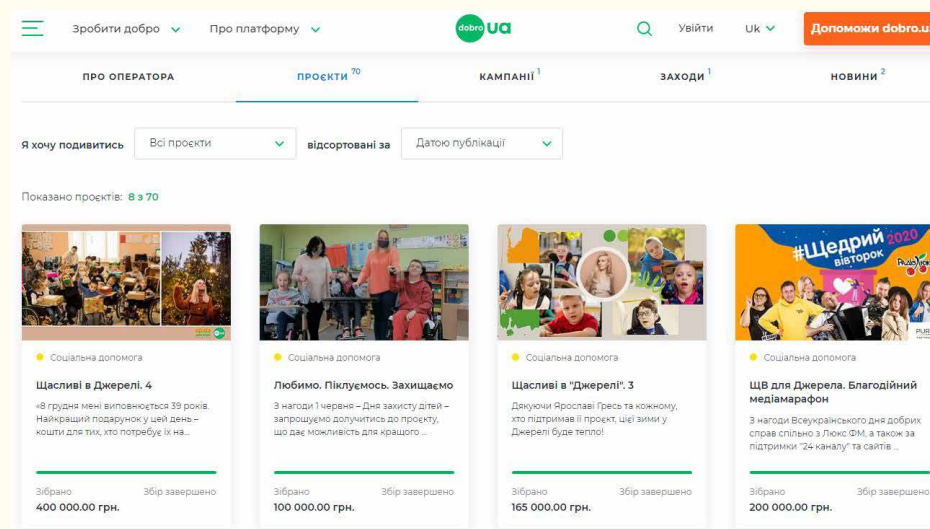 Зробити добро
Про платформу
dobro ua
Увійти
Uk
Допоможи dobro.u
ПРО ОПЕРАТОРА
ПРОЄКТИ 70
КАМПАНІЇ 1
ЗАХОДИ 1
НОВИНИ 2
Я хочу подивитись
Всі проєкти
відсортовані за
Датою публікації
Показано проєктів: 8 з 70
Соціальна допомога
Щасливі в Джерелі. 4
«8 грудня мені виповнюється 39 років.
Найкращий подарунок у цей день –
кошти для тих, хто потребує їх на...
Зібрано
Збір завершено
400 000.00 грн.
Соціальна допомога
Любимо. Піклуємось. Захищаємо
З нагоди 1 червня – Дня захисту дітей –
запрошуємо долучитись до проєкту,
що дає можливість для кращого ...
Зібрано
Збір завершено
100 000.00 грн.
Соціальна допомога
Щасливі в "Джерелі". 3
Дякуючи Ярославі Гресь та кожному,
хто підтримав її проєкт, цієї зими у
Джерелі буде тепло!
Зібрано
Збір завершено
165 000.00 грн.
#Щедрий 2020
вівторок
Соціальна допомога
ЩВ для Джерела. Благодійний
медіамарафон
З нагоди Всеукраїнського дня добрих
справ спільно з Люкс ФМ, а також за
підтримки "24 каналу" та сайтів ...
Зібрано
Збір завершено
200 000.00 грн.